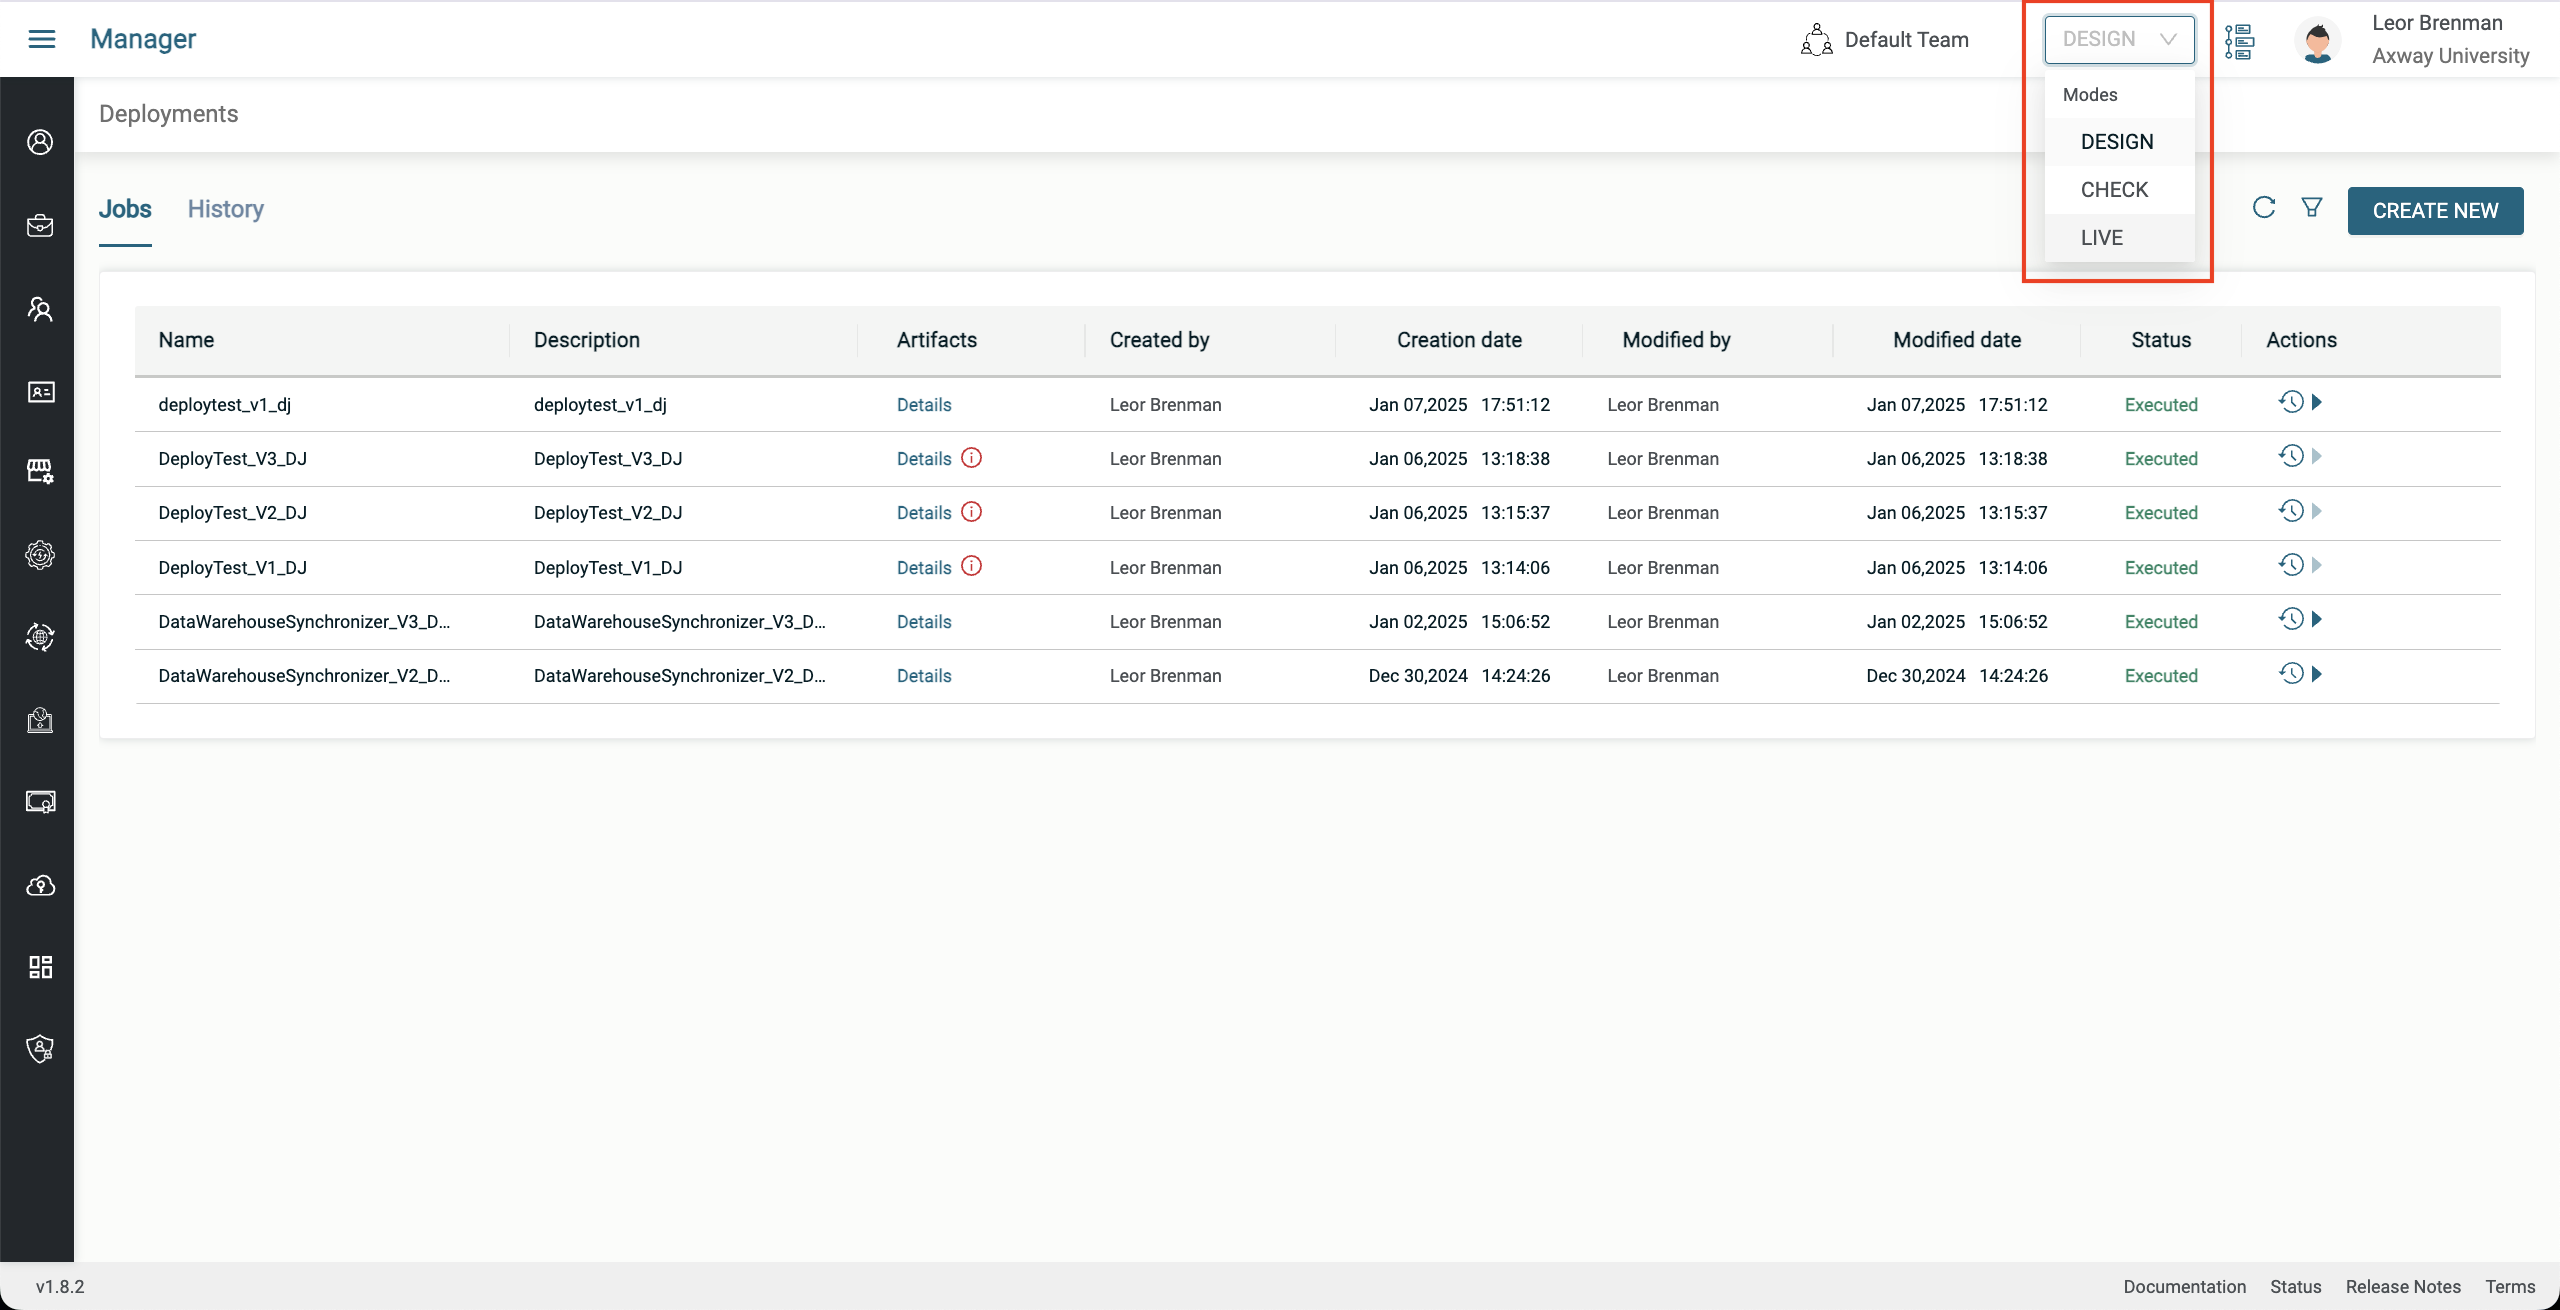 Manager
Default Team
DESIGN
Leor Brenman
Axway University
Modes
DESIGN
CHECK
LIVE
Deployments
Jobs History
CREATE NEW
Name Description Artifacts Created by Creation date Modified by Modified date Status Actions
deploytest_v1_dj deploytest_v1_dj Details Leor Brenman Jan 07,2025 17:51:12 Leor Brenman Jan 07,2025 17:51:12 Executed
DeployTest_V3_DJ DeployTest_V3_DJ Details Leor Brenman Jan 06,2025 13:18:38 Leor Brenman Jan 06,2025 13:18:38 Executed
DeployTest_V2_DJ DeployTest_V2_DJ Details Leor Brenman Jan 06,2025 13:15:37 Leor Brenman Jan 06,2025 13:15:37 Executed
DeployTest_V1_DJ DeployTest_V1_DJ Details Leor Brenman Jan 06,2025 13:14:06 Leor Brenman Jan 06,2025 13:14:06 Executed
DataWarehouseSynchronizer_V3_D... DataWarehouseSynchronizer_V3_D... Details Leor Brenman Jan 02,2025 15:06:52 Leor Brenman Jan 02,2025 15:06:52 Executed
DataWarehouseSynchronizer_V2_D... DataWarehouseSynchronizer_V2_D... Details Leor Brenman Dec 30,2024 14:24:26 Leor Brenman Dec 30,2024 14:24:26 Executed
v1.8.2 Documentation Status Release Notes Terms